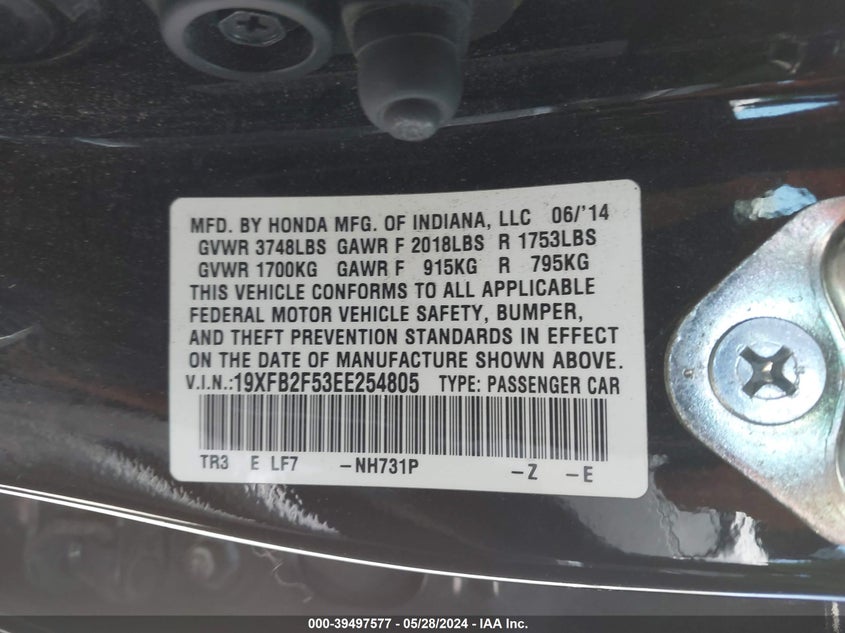 MFD. BY HONDA MFG. OF INDIANA, LLC 06/'14
GVWR 3748LBS GAWR F 2018LBS R 1753LBS
GVWR 1700KG GAWR F 915KG R 795KG
THIS VEHICLE CONFORMS TO ALL APPLICABLE
FEDERAL MOTOR VEHICLE SAFETY, BUMPER,
AND THEFT PREVENTION STANDARDS IN EFFECT
ON THE DATE OF MANUFACTURE SHOWN ABOVE.
V.I.N.:19XFB2F53EE254805 TYPE: PASSENGER CAR
TR3 E LF7 -NH731P -Z -E
000-39497577 - 05/28/2024 - IAA Inc.